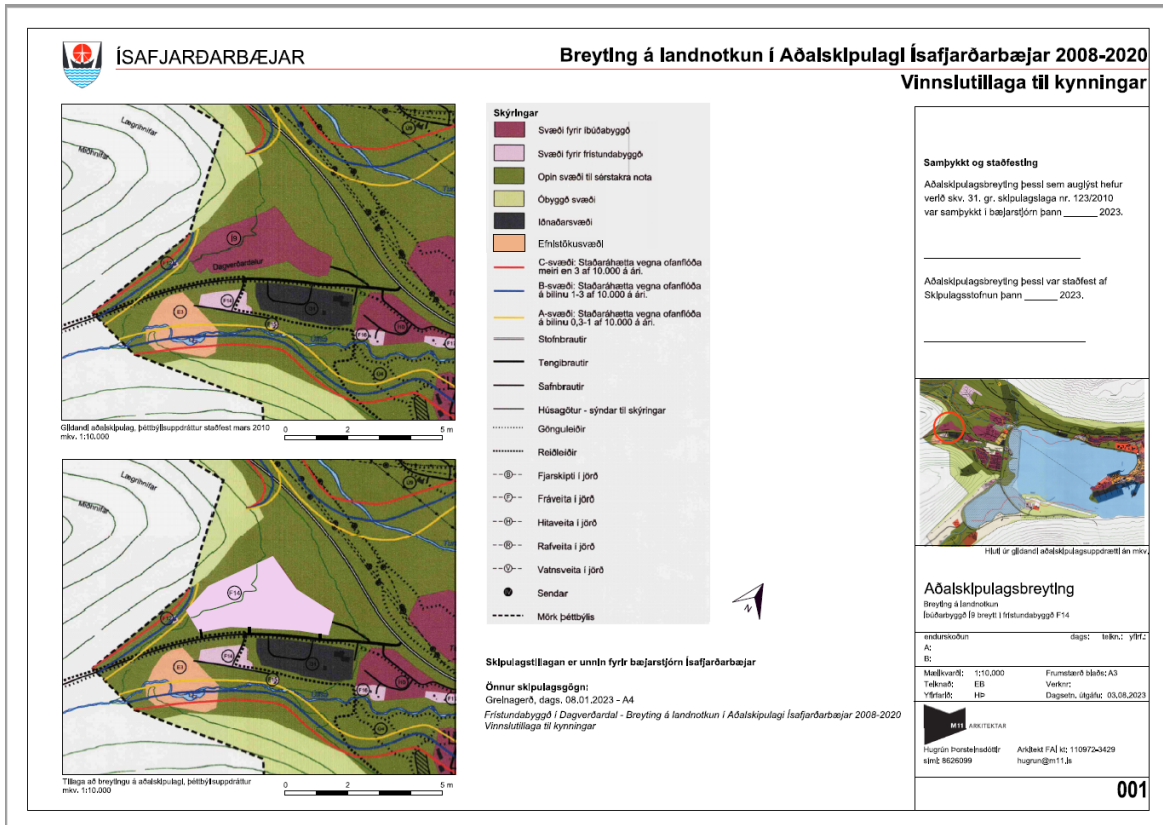 ÍSAFJARÐARBÆJAR
Breyting á landnotkun í Aðalskipulagi Ísafjarðarbæjar 2008-2020
Vinnslutillaga til kynningar
Lægrihnífar
Miðhnífar
Í9
Dagverðardalur
F14
E3
Gildandi aðalskipulag, þéttbýlisuppdráttur staðfest mars 2010
mkv. 1:10.000
0 2 4 5 m
Lægrihnífar
Miðhnífar
F14
F14
E3
Tillaga að breytingu á aðalskipulagi, þéttbýlisuppdráttur
mkv. 1:10.000
0 2 4 5 m
Skýringar
Svæði fyrir íbúðabyggð
Svæði fyrir frístundabyggð
Opin svæði til sérstakra nota
Óbyggð svæði
Iðnaðarsvæði
Efnistökusvæði
C-svæði: Staðaráhætta vegna ofanflóða
meiri en 3 af 10.000 á ári.
B-svæði: Staðaráhætta vegna ofanflóða
á bilinu 1-3 af 10.000 á ári.
A-svæði: Staðaráhætta vegna ofanflóða
á bilinu 0,3-1 af 10.000 á ári.
Stofnbrautir
Tengibrautir
Safnbrautir
Húsagötur - sýndar til skýringar
Gönguleiðir
Reiðleiðir
Fjarskipti í jörð
F Fráveita í jörð
H Hitaveita í jörð
R Rafveita í jörð
V Vatnsveita í jörð
Sendar
Mörk þéttbýlis
N
Skipulagstillagan er unnin fyrir bæjarstjórn Ísafjarðarbæjar
Önnur skipulagsgögn:
Greinagerð, dags. 08.01.2023 - A4
Frístundabyggð í Dagverðardal - Breyting á landnotkun í Aðalskipulagi Ísafjarðarbæjar 2008-2020
Vinnslutillaga til kynningar
Samþykkt og staðfesting
Aðalskipulagsbreyting þessi sem auglýst hefur
verið skv. 31. gr. skipulagslaga nr. 123/2010
var samþykkt í bæjarstjórn þann ______ 2023.
Aðalskipulagsbreyting þessi var staðfest af
Skipulagsstofnun þann ______ 2023.
Hluti úr gildandi aðalskipulagsuppdrætti án mkv.
Aðalskipulagsbreyting
Breyting á landnotkun
Íbúðarbyggð Í9 breytt í frístundabyggð F14
endurskoðun dags: teikn.: yfirf.:
A:
B:
Mælikvarði: 1:10,000 Frumstærð blaðs: A3
Teiknað: EB Verknr:
Yfirfarið: HÞ Dagsetn. útgáfu: 03.08.2023
M11 ARKITEKTAR
Hugrún Þorsteinsdóttir Arkitekt FAÍ kt: 110972-3429
sími: 8626099 hugrun@m11.is
001